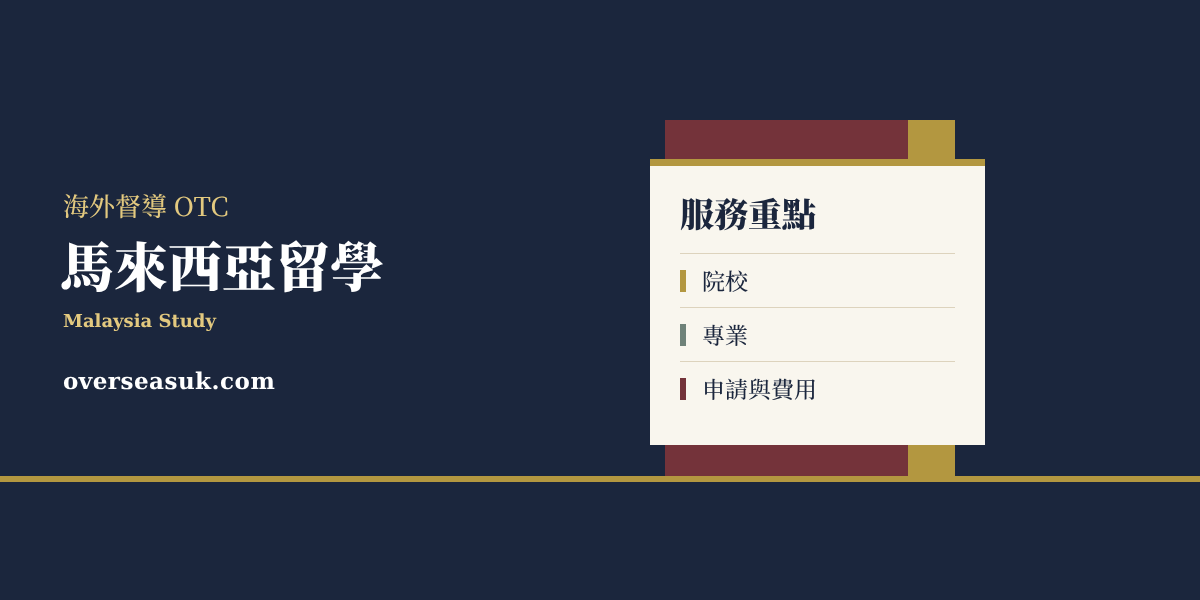 海外督導 OTC
馬來西亞留學
Malaysia Study
overseasuk.com
服務重點
院校
專業
申請與費用